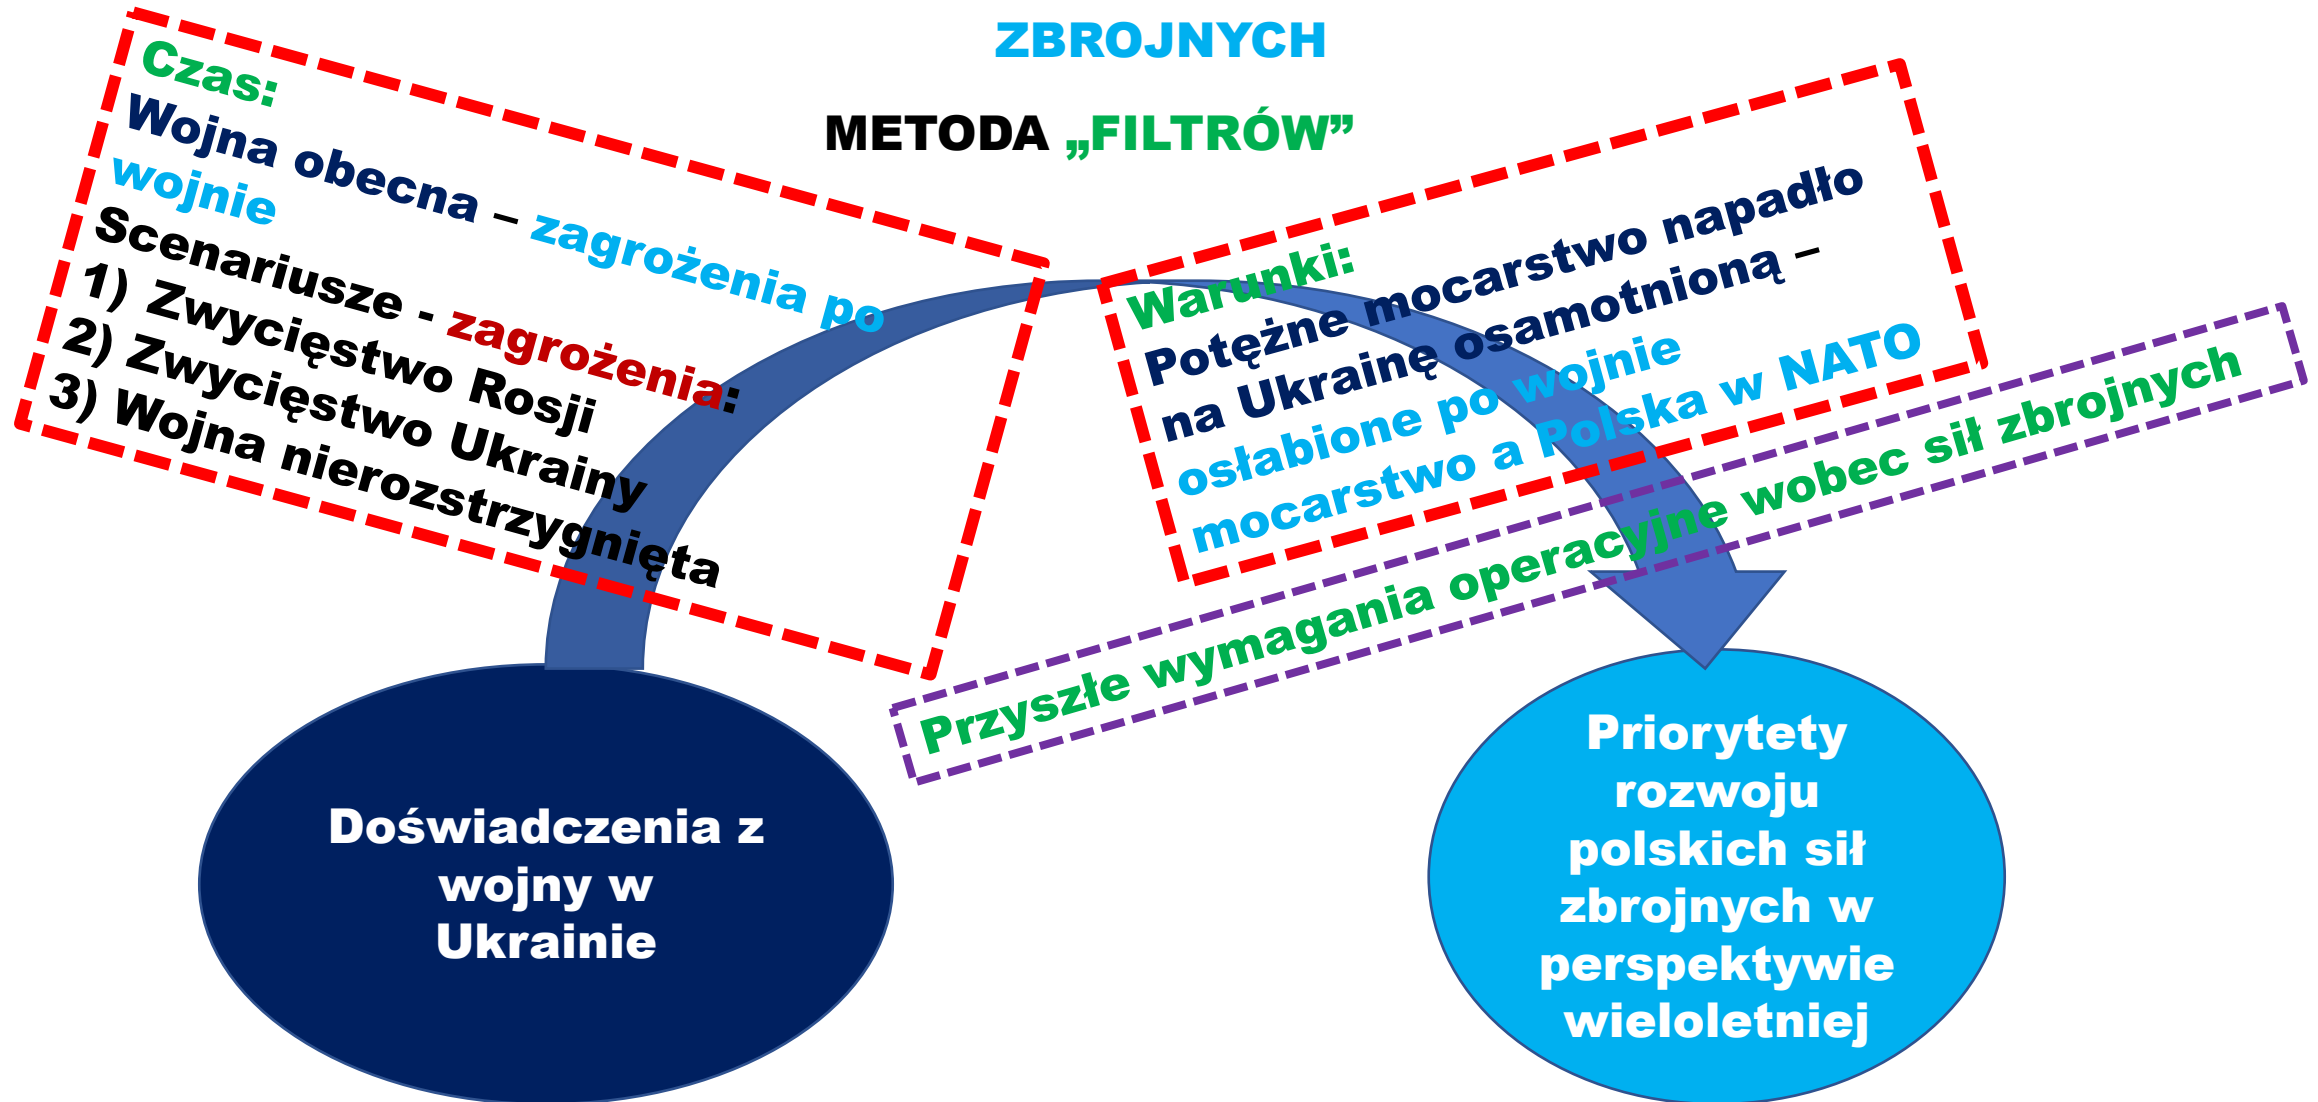 ZBROJNYCH
METODA „FILTRÓW”
Czas:
Wojna obecna – zagrożenia po
wojnie
Scenariusze - zagrożenia:
1) Zwycięstwo Rosji
2) Zwycięstwo Ukrainy
3) Wojna nierozstrzygnięta
Warunki:
Potężne mocarstwo napadło
na Ukrainę osamotnioną –
osłabione po wojnie
mocarstwo a Polska w NATO
Przyszłe wymagania operacyjne wobec sił zbrojnych
Doświadczenia z
wojny w
Ukrainie
Priorytety
rozwoju
polskich sił
zbrojnych w
perspektywie
wieloletniej